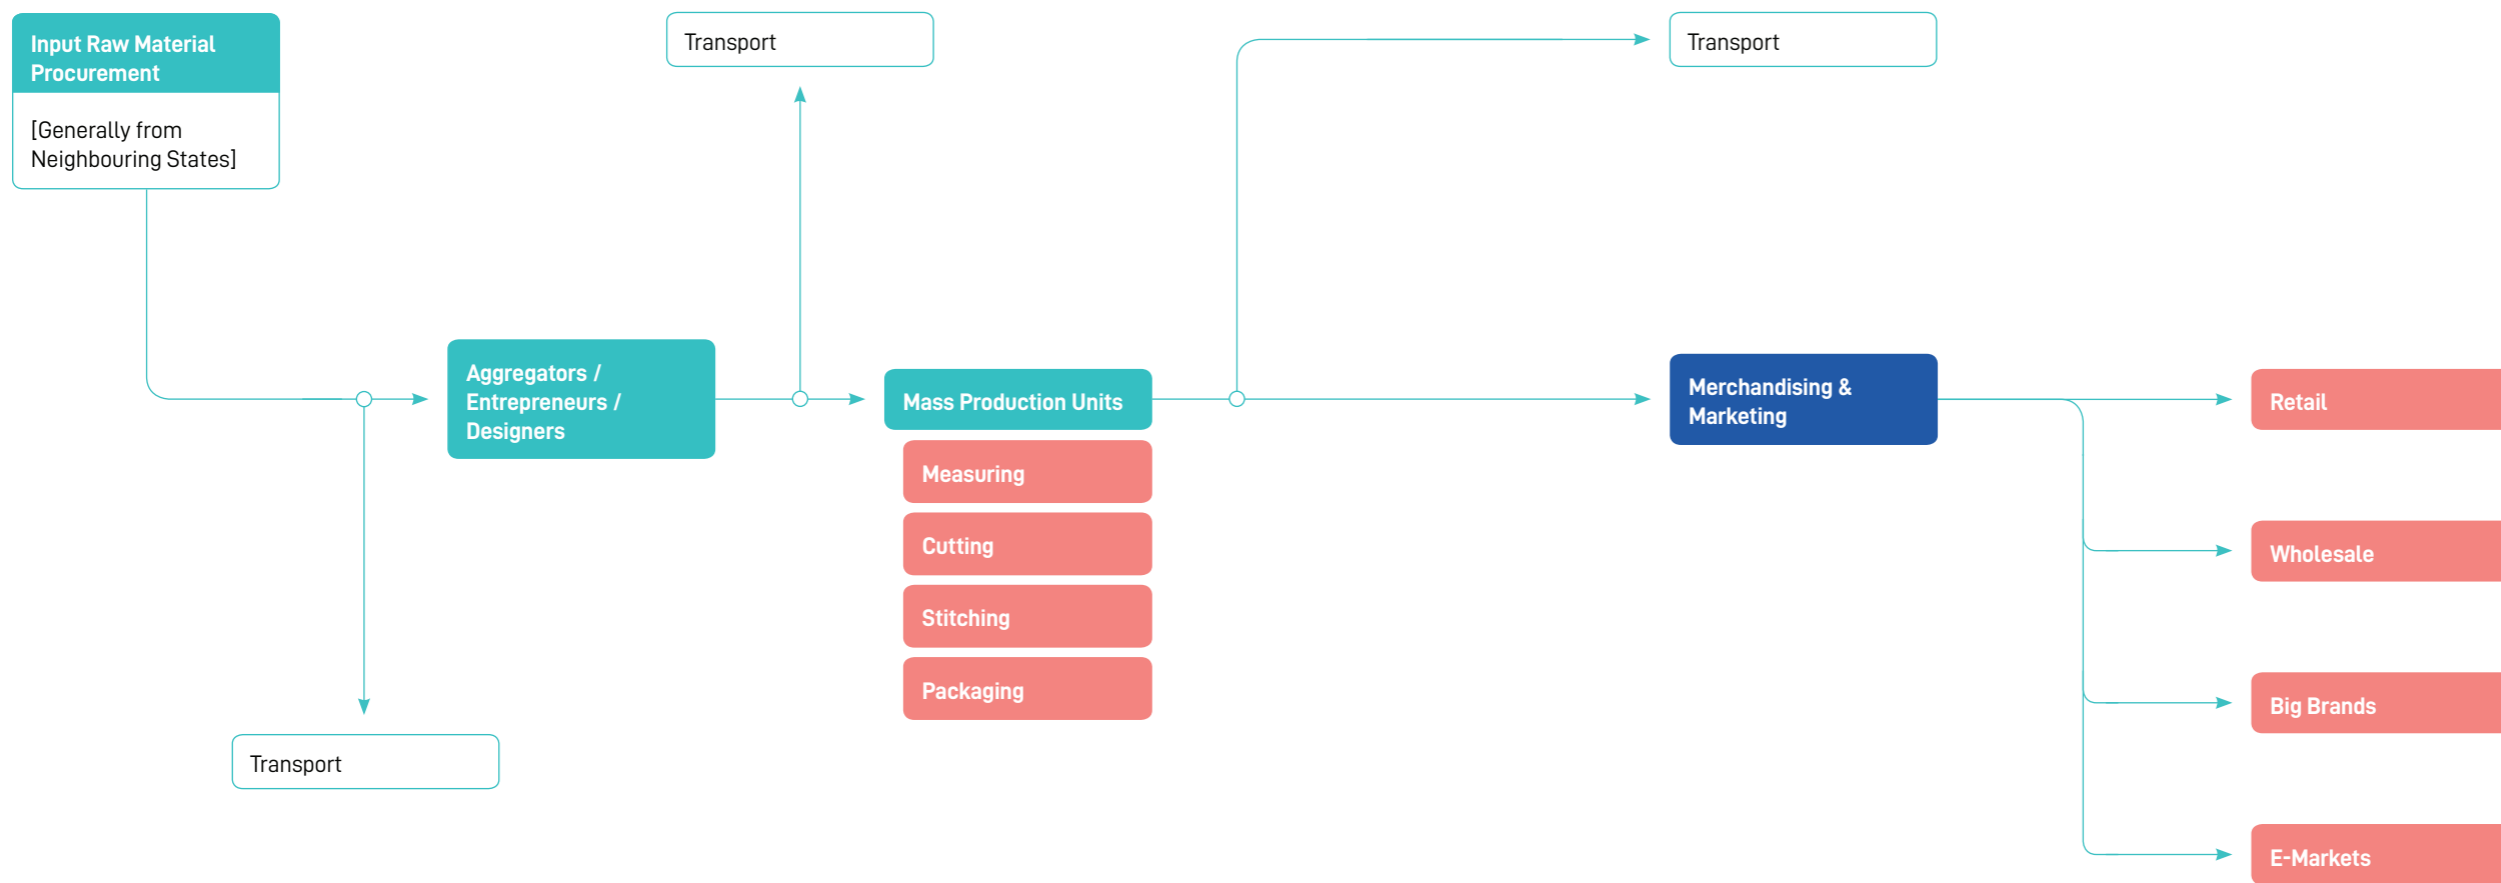 Input Raw Material
Procurement
[Generally from
Neighbouring States]
Transport
Transport
Aggregators /
Entrepreneurs /
Designers
Mass Production Units
Measuring
Cutting
Stitching
Packaging
Merchandising &
Marketing
Retail
Wholesale
Big Brands
E-Markets
Transport